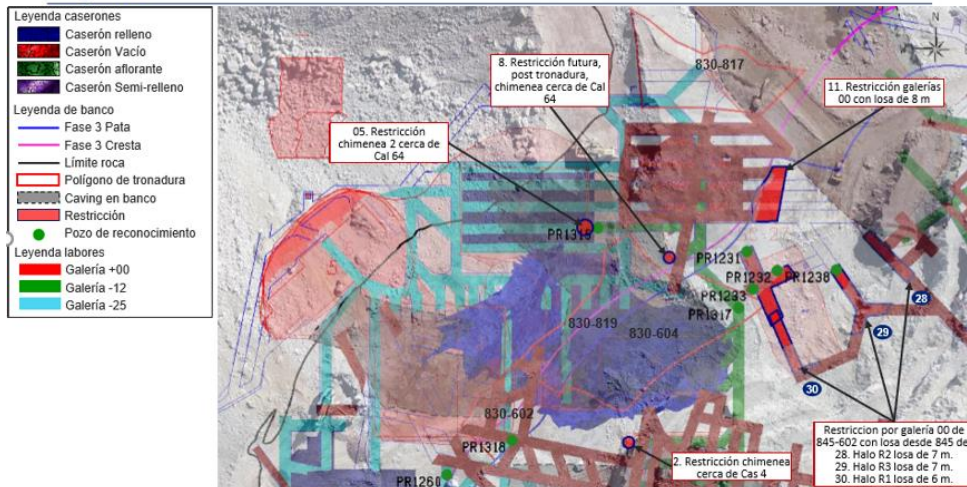 Leyenda caserones
Caserón relleno
Caserón Vacío
Caserón aflorante
Caserón Semi-relleno
Leyenda de banco
Fase 3 Pata
Fase 3 Cresta
Límite roca
Polígono de tronadura
Caving en banco
Restricción
Pozo de reconocimiento
Leyenda labores
Galería +00
Galería -12
Galería -25
8. Restricción futura,
post tronadura,
chimenea cerca de Cal
64
830-817
N
11. Restricción galerías
00 con losa de 8 m
05. Restricción
chimenea 2 cerca de
Cal 64
PR1316
27
PR1231
PR1232
PR1238
PR1233
PR1317
5
28
830-819
830-604
29
30
830-602
PR1318
PR1260
2. Restricción chimenea
cerca de Cas 4
Restriccion por galería 00 de
845-602 con losa desde 845 de
28. Halo R2 losa de 7 m.
29. Halo R3 losa de 7 m.
30. Halo R1 losa de 6 m.